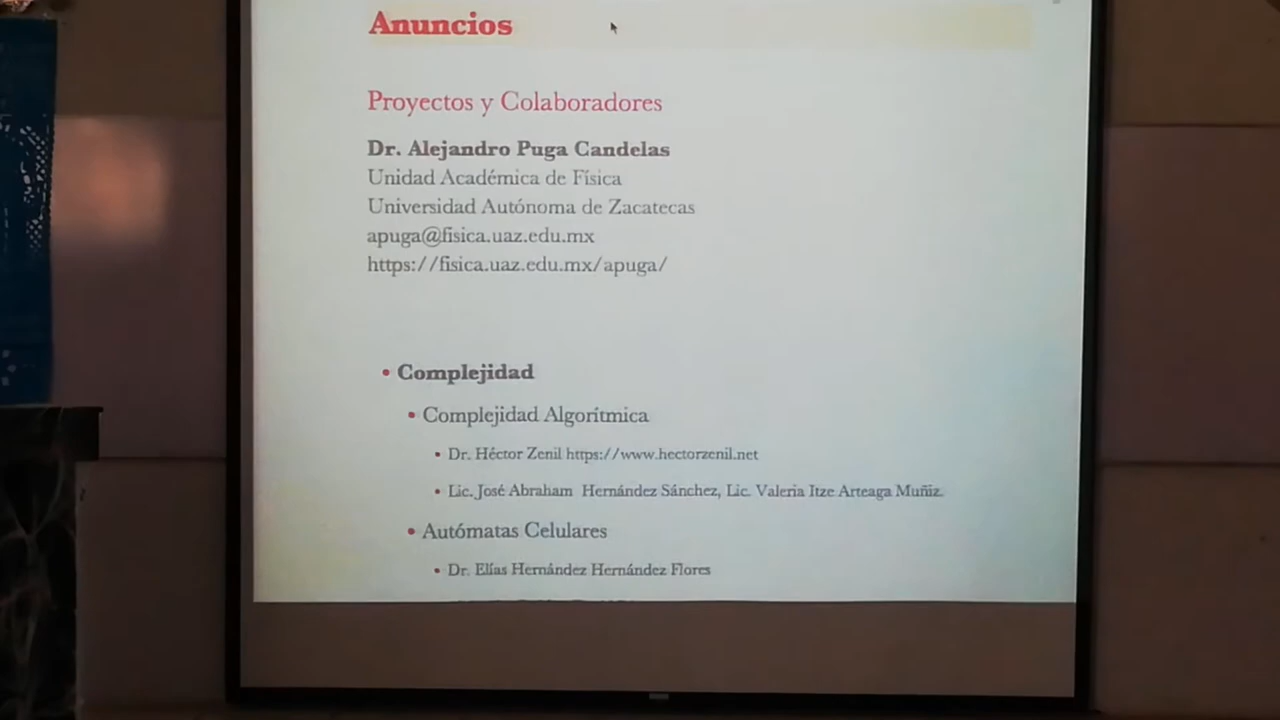 Anuncios
Proyectos y Colaboradores
Dr. Alejandro Puga Candelas
Unidad Académica de Física
Universidad Autónoma de Zacatecas
apuga@fisica.uaz.edu.mx
https://fisica.uaz.edu.mx/apuga/
• Complejidad
• Complejidad Algorítmica
• Dr. Héctor Zenil https://www.hectorzenil.net
• Lic. José Abraham Hernández Sánchez, Lic. Valeria Itze Arteaga Muñiz.
• Autómatas Celulares
• Dr. Elías Hernández Hernández Flores